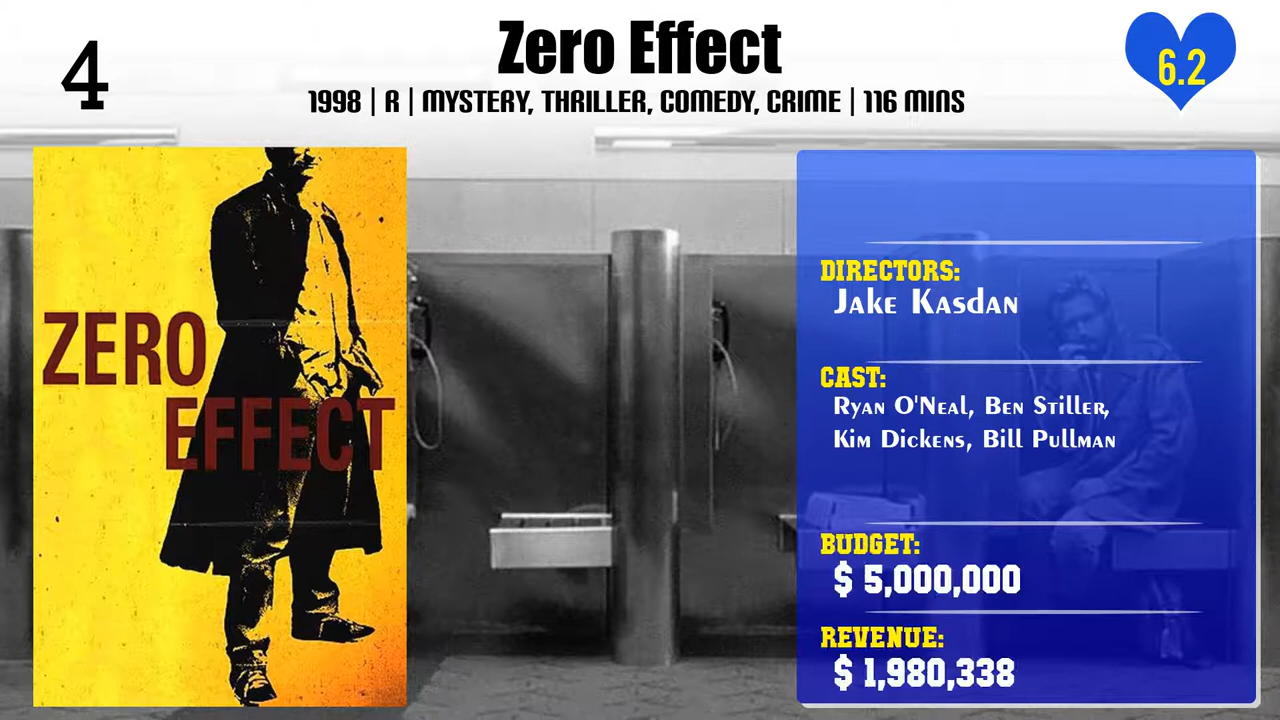 4
Zero Effect
6.2
1998 | R | MYSTERY, THRILLER, COMEDY, CRIME | 116 MINS
ZERO
EFFECT
DIRECTORS:
Jake Kasdan
CAST:
Ryan O'Neal, Ben Stiller,
Kim Dickens, Bill Pullman
BUDGET:
$ 5,000,000
REVENUE:
$ 1,980,338